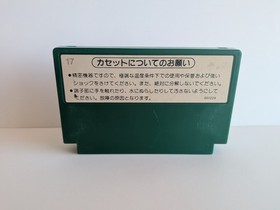 17
カセットについてのお願い
●精密機器ですので、極端な温度条件下での使用や保管および強い
ショックをさけてください。また、絶対に分解しないでください。
●端子部に手を触れたり、水にぬらしたりして汚さないようにして
ください。故障の原因となります。